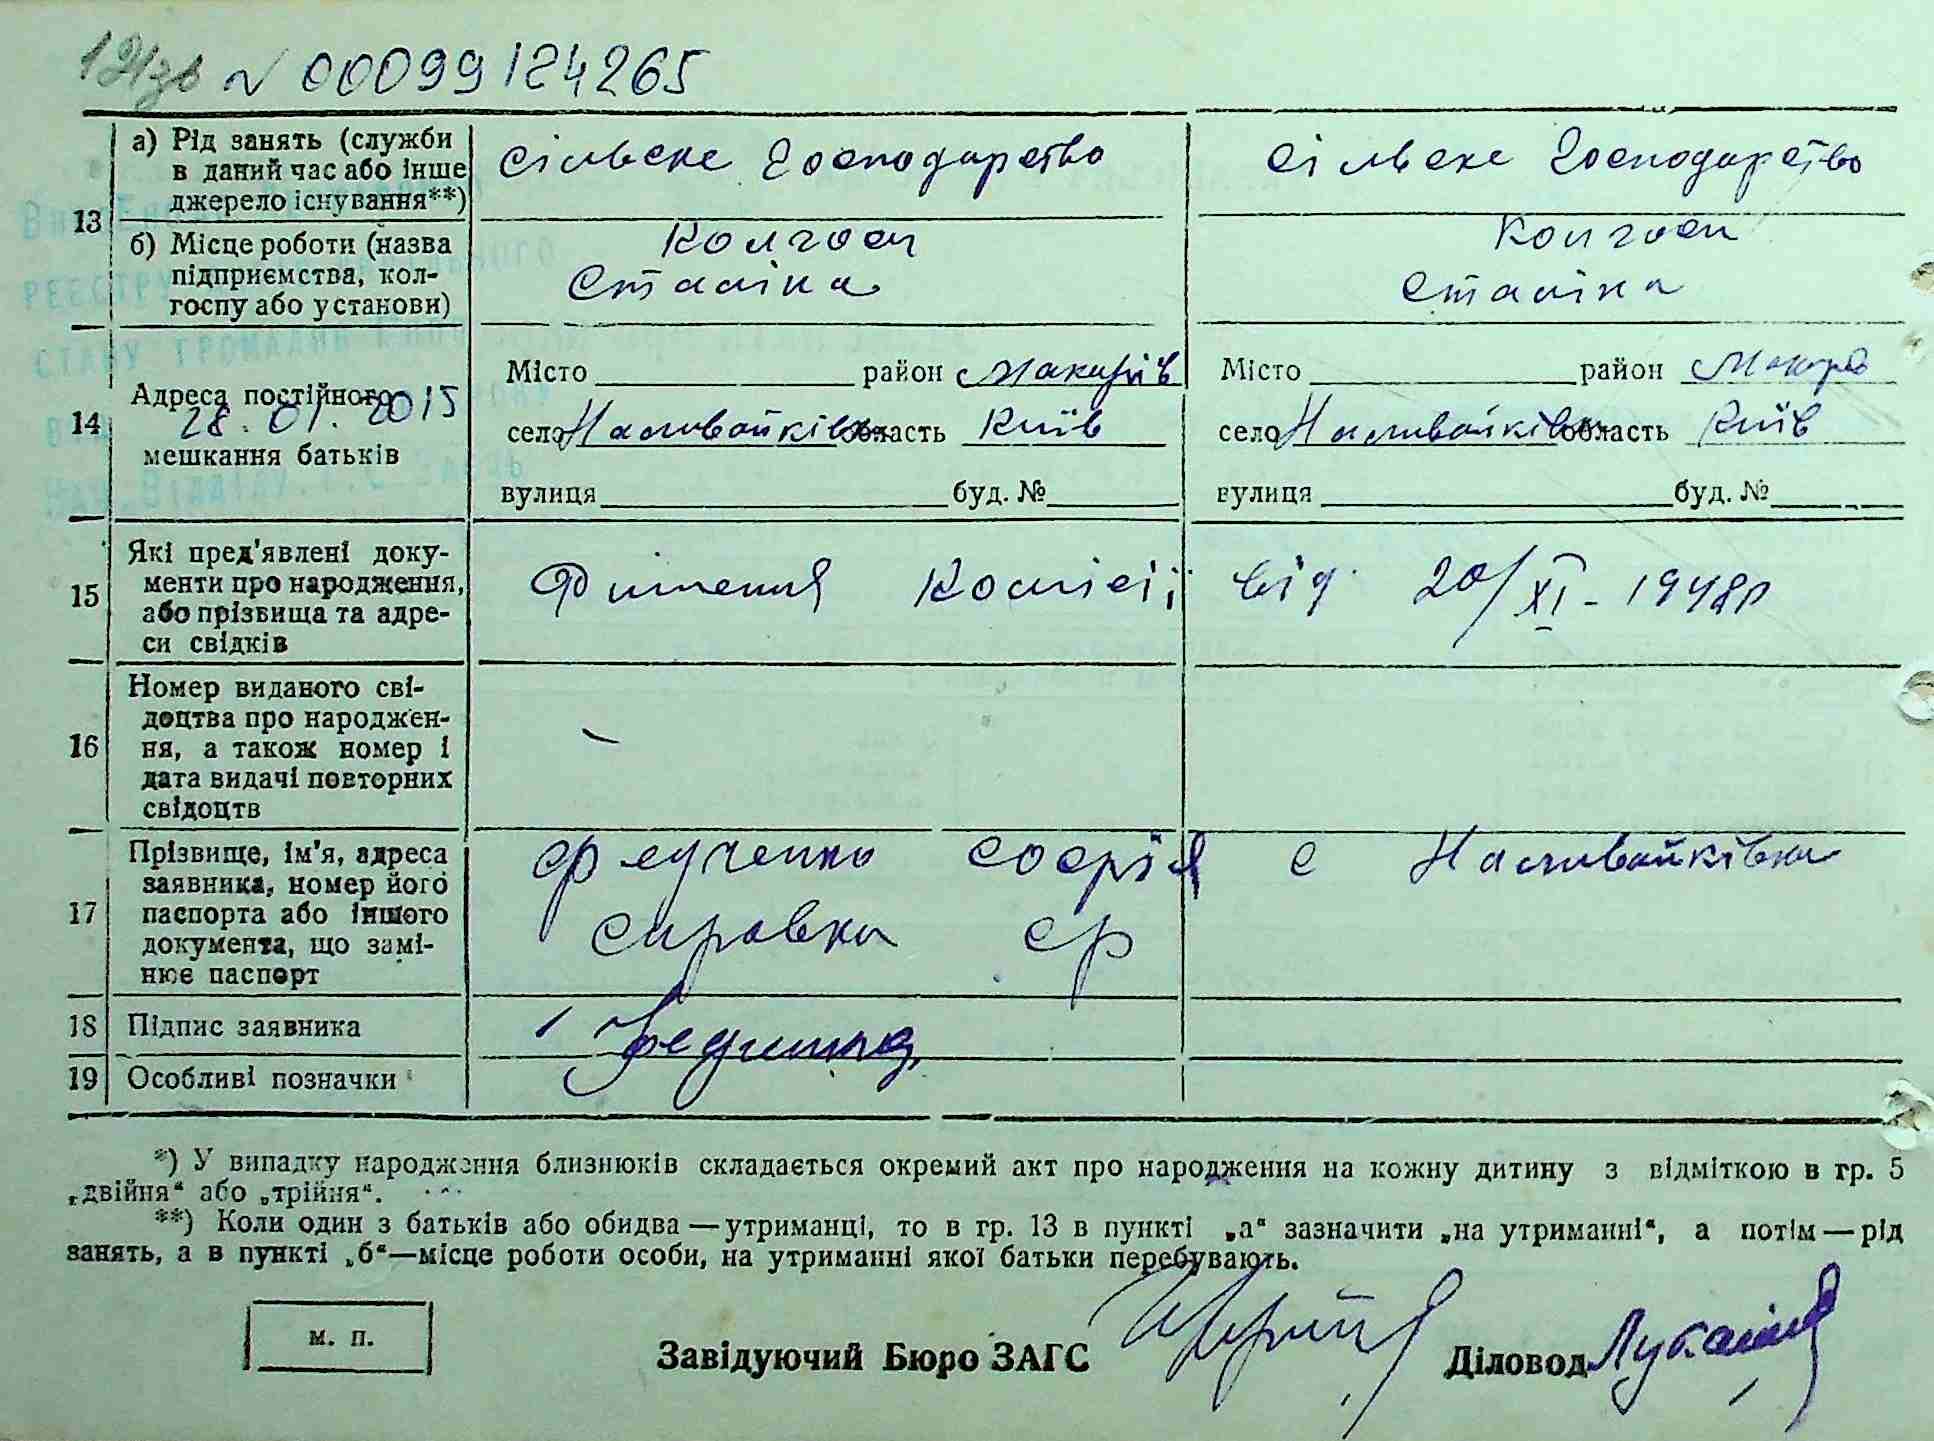 N 00099124265
13 а) Рід занять (служби в даний час або інше джерело існування**) сільске господарство сільске господарство
б) Місце роботи (назва підприємства, колгоспу або установи) Колгосп Сталіна Колгосп Сталіна
14 Адреса постійного мешкання батьків
28.01.2015
Місто район Макарів Місто район Макарів
село Наливайківка область Київ село Наливайківка область Київ
вулиця буд. № вулиця буд. №
15 Які пред'явлені документи про народження, або прізвища та адреси свідків Рішення Комісії від 20/XI - 1948р
16 Номер виданого свідоцтва про народження, а також номер і дата видачі повторних свідоцтв –
17 Прізвище, ім'я, адреса заявника, номер його паспорта або іншого документа, що замінює паспорт Федченко Софія с Наливайківка
справка ср
18 Підпис заявника
19 Особливі позначки
*) У випадку народження близнюків складається окремий акт про народження на кожну дитину з відміткою в гр. 5
„двійня“ або „трійня“.
**) Коли один з батьків або обидва — утриманці, то в гр. 13 в пункті „а“ зазначити „на утриманні“, а потім — рід
занять, а в пункті „б“—місце роботи особи, на утриманні якої батьки перебувають.
м. п.
Завідуючий Бюро ЗАГС Діловод